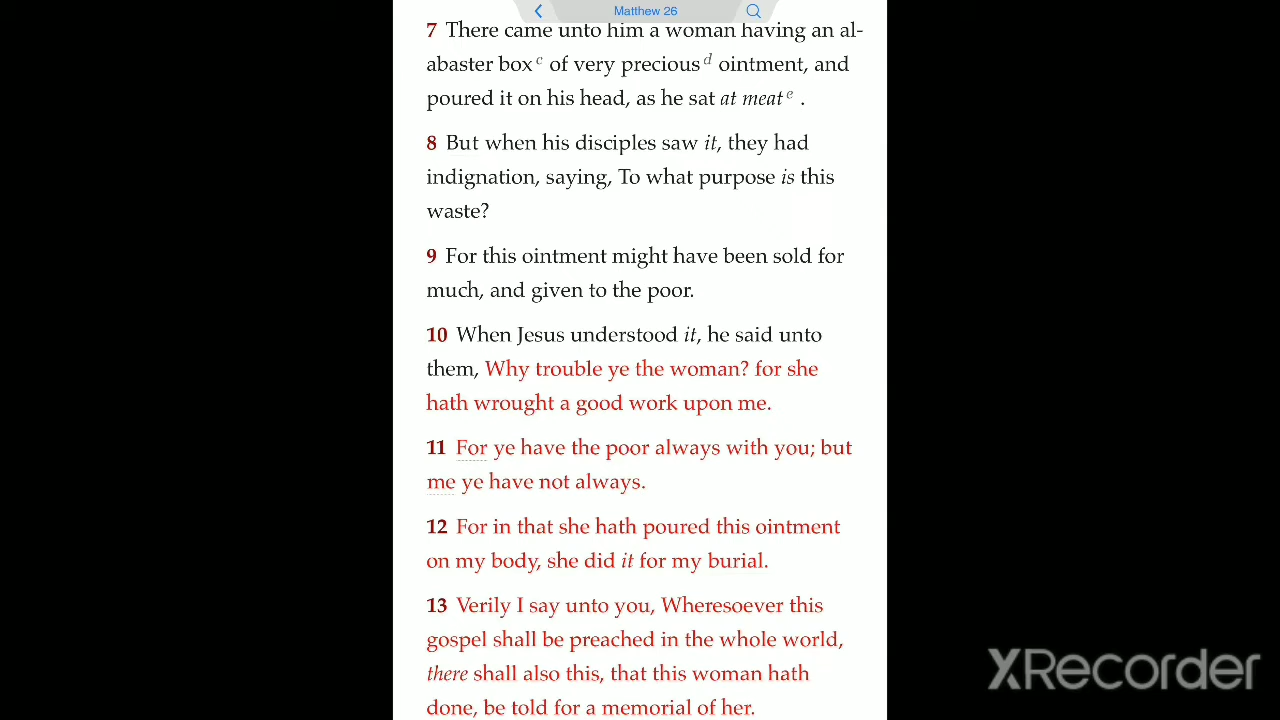 Matthew 26
7 There came unto him a woman having an al-
abaster box c of very precious d ointment, and
poured it on his head, as he sat at meat e .
8 But when his disciples saw it, they had
indignation, saying, To what purpose is this
waste?
9 For this ointment might have been sold for
much, and given to the poor.
10 When Jesus understood it, he said unto
them, Why trouble ye the woman? for she
hath wrought a good work upon me.
11 For ye have the poor always with you; but
me ye have not always.
12 For in that she hath poured this ointment
on my body, she did it for my burial.
13 Verily I say unto you, Wheresoever this
gospel shall be preached in the whole world,
there shall also this, that this woman hath
done, be told for a memorial of her.
XRecorder